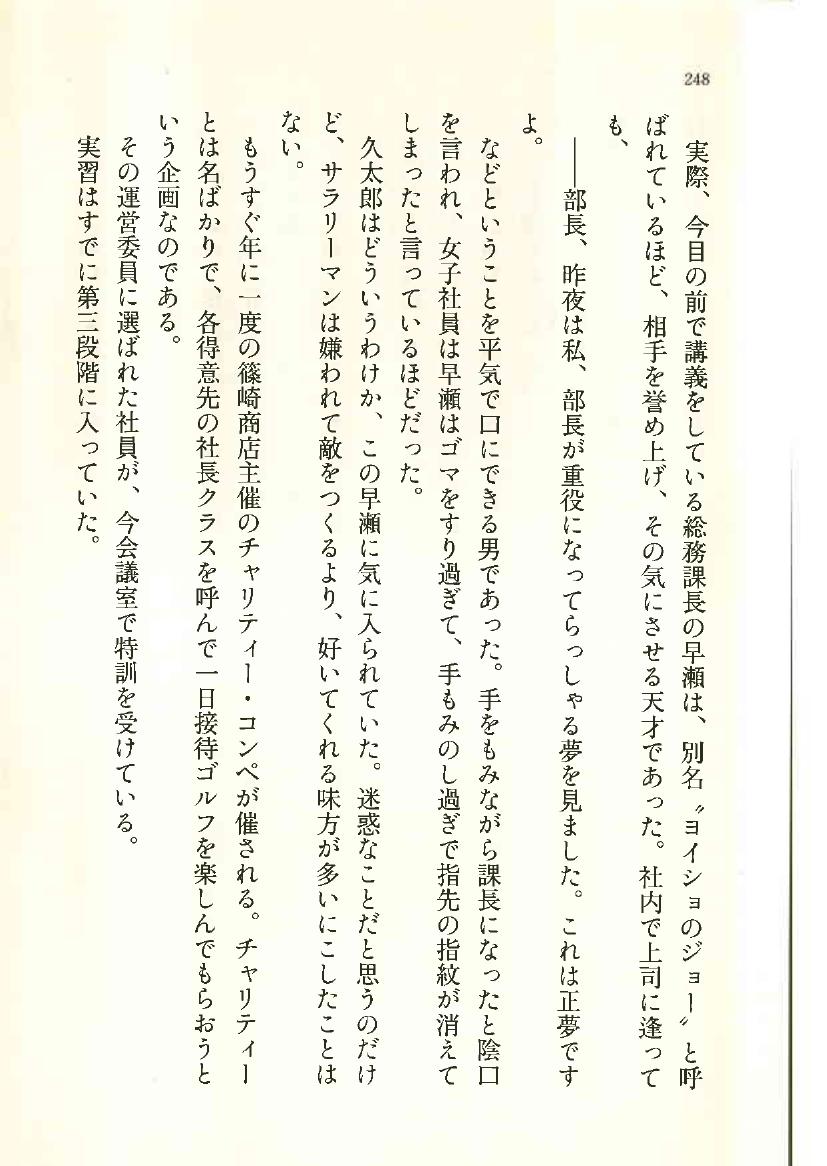 248
　実際、今目の前で講義をしている総務課長の早瀬は、別名〝ヨイショのジョー〟と呼
ばれているほど、相手を誉め上げ、その気にさせる天才であった。社内で上司に逢って
も、
　――部長、昨夜は私、部長が重役になってらっしゃる夢を見ました。これは正夢です
よ。
　などということを平気で口にできる男であった。手をもみながら課長になったと陰口
を言われ、女子社員は早瀬はゴマをすり過ぎて、手もみのし過ぎで指先の指紋が消えて
しまったと言っているほどだった。
　久太郎はどういうわけか、この早瀬に気に入られていた。迷惑なことだと思うのだけ
ど、サラリーマンは嫌われて敵をつくるより、好いてくれる味方が多いにこしたことは
ない。
　もうすぐ年に一度の篠崎商店主催のチャリティー・コンペが催される。チャリティー
とは名ばかりで、各得意先の社長クラスを呼んで一日接待ゴルフを楽しんでもらおうと
いう企画なのである。
　その運営委員に選ばれた社員が、今会議室で特訓を受けている。
　実習はすでに第三段階に入っていた。